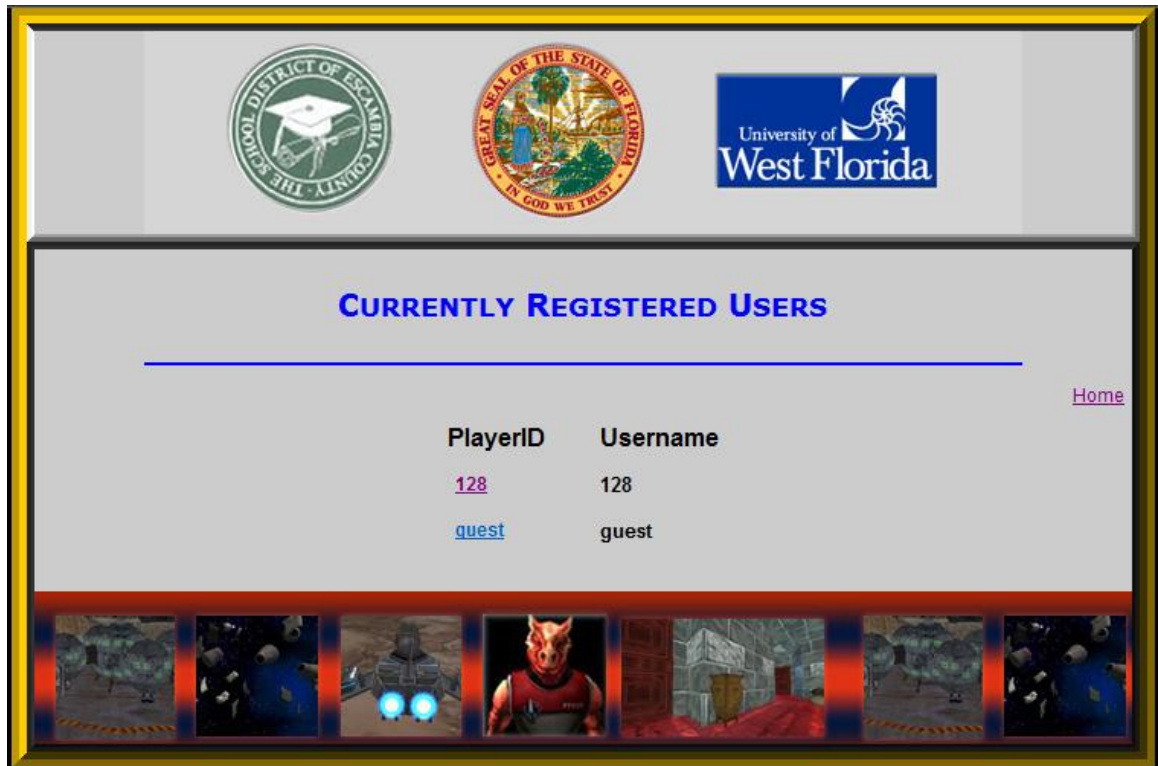 THE SCHOOL DISTRICT OF ESCAMBIA COUNTY
GREAT SEAL OF THE STATE OF FLORIDA
IN GOD WE TRUST
University of
West Florida
CURRENTLY REGISTERED USERS
Home
PlayerID Username
128 128
guest guest